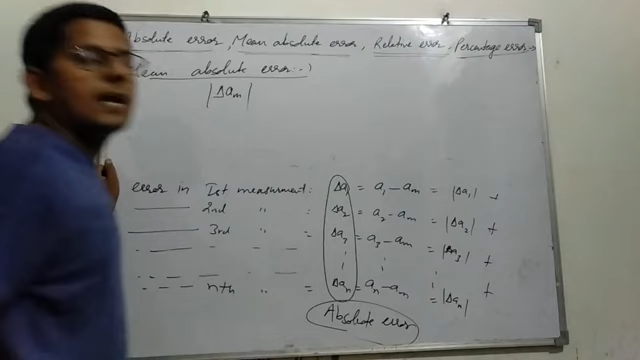 Absolute error, Mean absolute error, Relative error, Percentage error→
Mean absolute error:-)
|Δam|
error in Ist measurment: Δa1 = a1 – am = |Δa1| +
——— 2nd " : Δa2 = a2 – am = |Δa2| +
——— 3rd " = Δa3 = a3 – am = |Δa3| +
nth " = Δan = an – am = |Δan| +
Absolute error